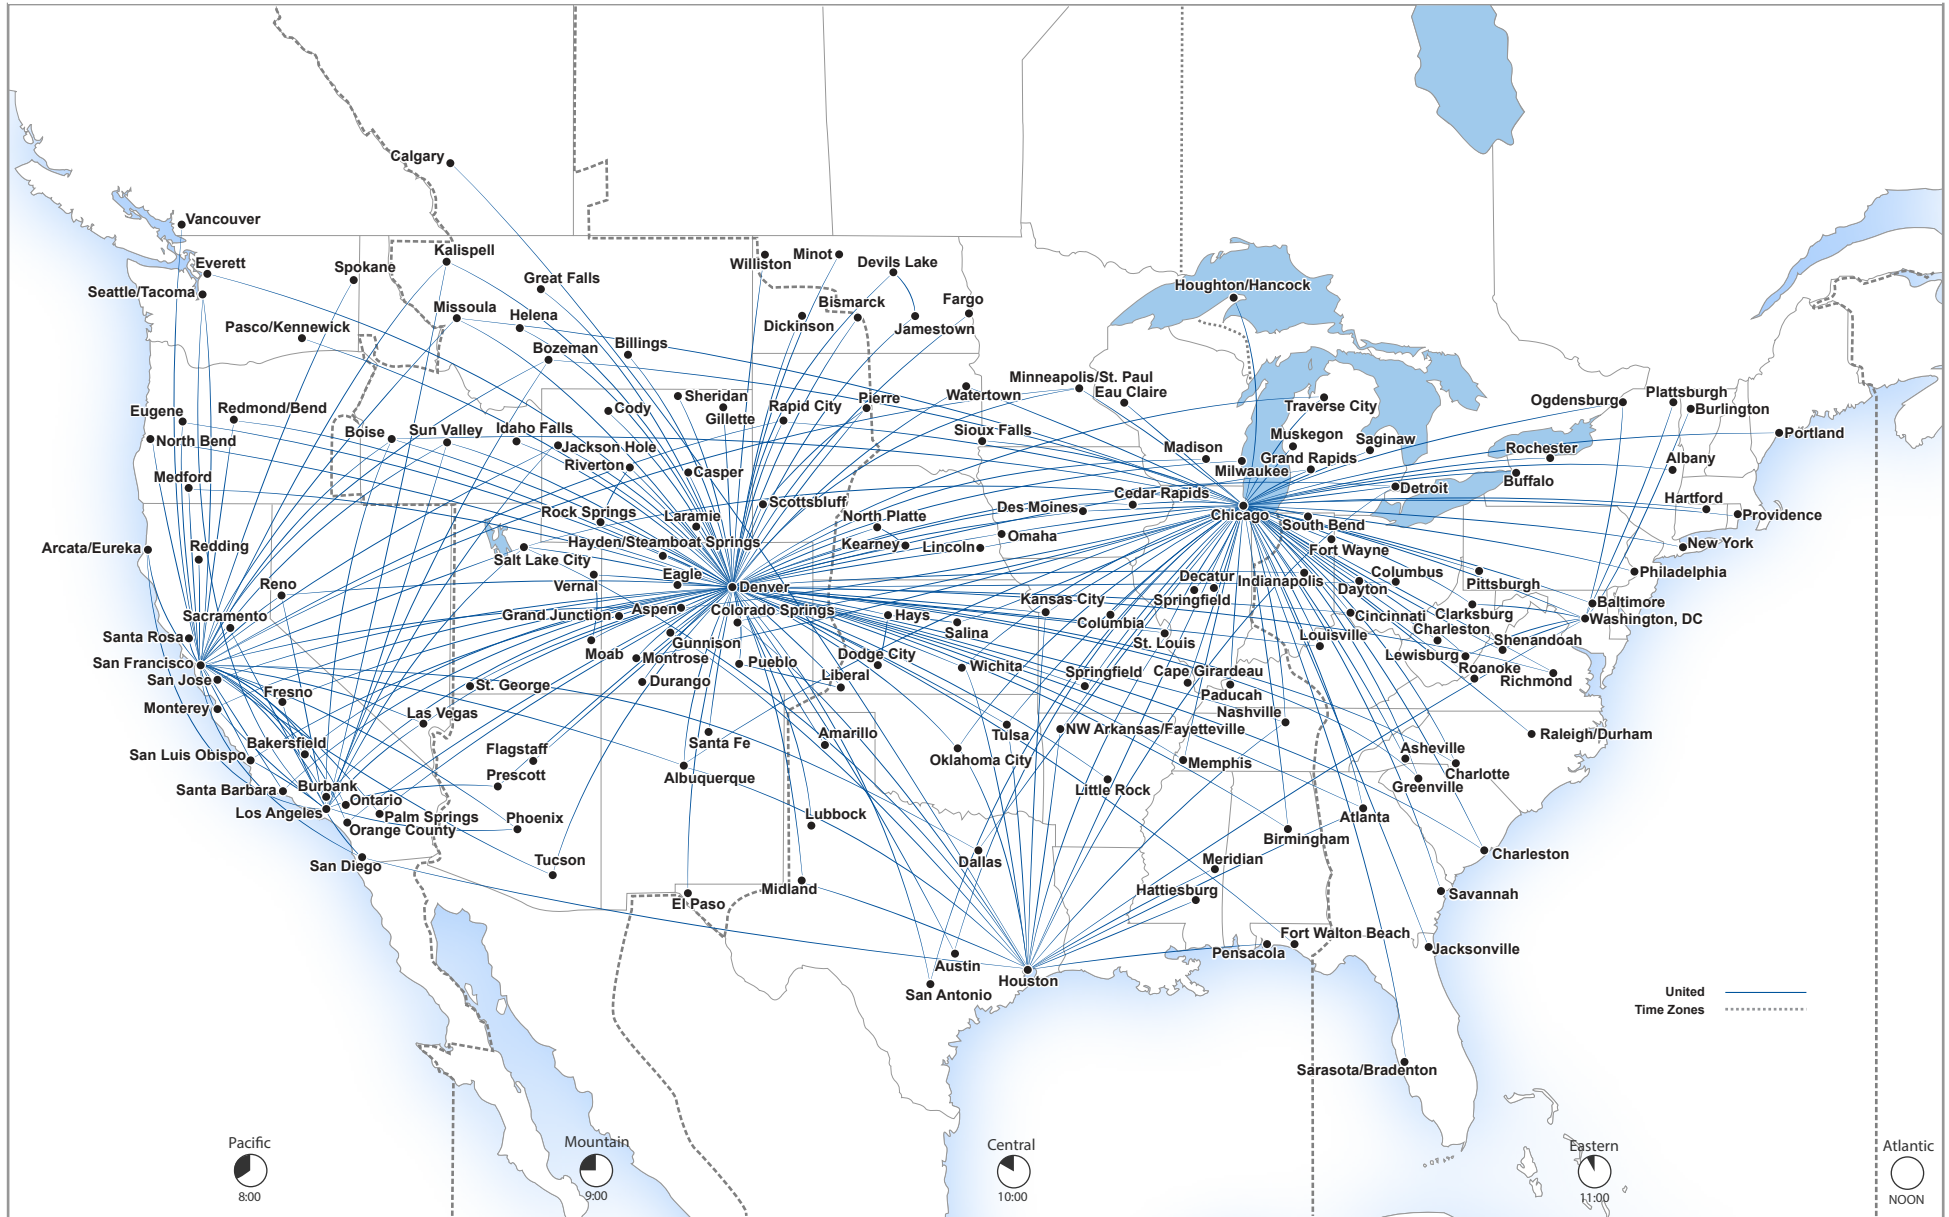 Calgary
Vancouver
Everett
Seattle/Tacoma
Spokane
Kalispell
Great Falls
Williston
Minot
Devils Lake
Houghton/Hancock
Pasco/Kennewick
Missoula
Helena
Bismarck
Dickinson
Jamestown
Fargo
Bozeman
Billings
Eugene
Redmond/Bend
North Bend
Boise
Sun Valley
Idaho Falls
Cody
Sheridan
Gillette
Rapid City
Pierre
Watertown
Minneapolis/St. Paul
Eau Claire
Traverse City
Ogdensburg
Plattsburgh
Burlington
Medford
Jackson Hole
Riverton
Casper
Sioux Falls
Madison
Milwaukee
Muskegon
Grand Rapids
Saginaw
Rochester
Buffalo
Portland
Albany
Scottsbluff
Rock Springs
Laramie
North Platte
Des Moines
Cedar Rapids
Chicago
Detroit
South Bend
Hartford
Providence
Arcata/Eureka
Redding
Salt Lake City
Hayden/Steamboat Springs
Kearney
Lincoln
Omaha
Fort Wayne
New York
Reno
Vernal
Eagle
Denver
Decatur
Springfield
Indianapolis
Dayton
Columbus
Pittsburgh
Philadelphia
Sacramento
Santa Rosa
Grand Junction
Aspen
Colorado Springs
Hays
Salina
Kansas City
Columbia
St. Louis
Cincinnati
Clarksburg
Charleston
Baltimore
Washington, DC
San Francisco
San Jose
Moab
Gunnison
Montrose
Pueblo
Dodge City
Louisville
Lewisburg
Shenandoah
Roanoke
Richmond
Monterey
Fresno
St. George
Durango
Liberal
Wichita
Springfield
Cape Girardeau
Paducah
Las Vegas
Nashville
San Luis Obispo
Bakersfield
Flagstaff
Santa Fe
Amarillo
Tulsa
NW Arkansas/Fayetteville
Raleigh/Durham
Santa Barbara
Burbank
Prescott
Albuquerque
Oklahoma City
Memphis
Asheville
Charlotte
Greenville
Los Angeles
Ontario
Palm Springs
Orange County
Phoenix
Lubbock
Little Rock
Atlanta
Birmingham
San Diego
Tucson
Dallas
Meridian
Charleston
Midland
El Paso
Hattiesburg
Savannah
Austin
San Antonio
Houston
Pensacola
Fort Walton Beach
Jacksonville
United
Time Zones
Sarasota/Bradenton
Pacific
8:00
Mountain
9:00
Central
10:00
Eastern
11:00
Atlantic
NOON